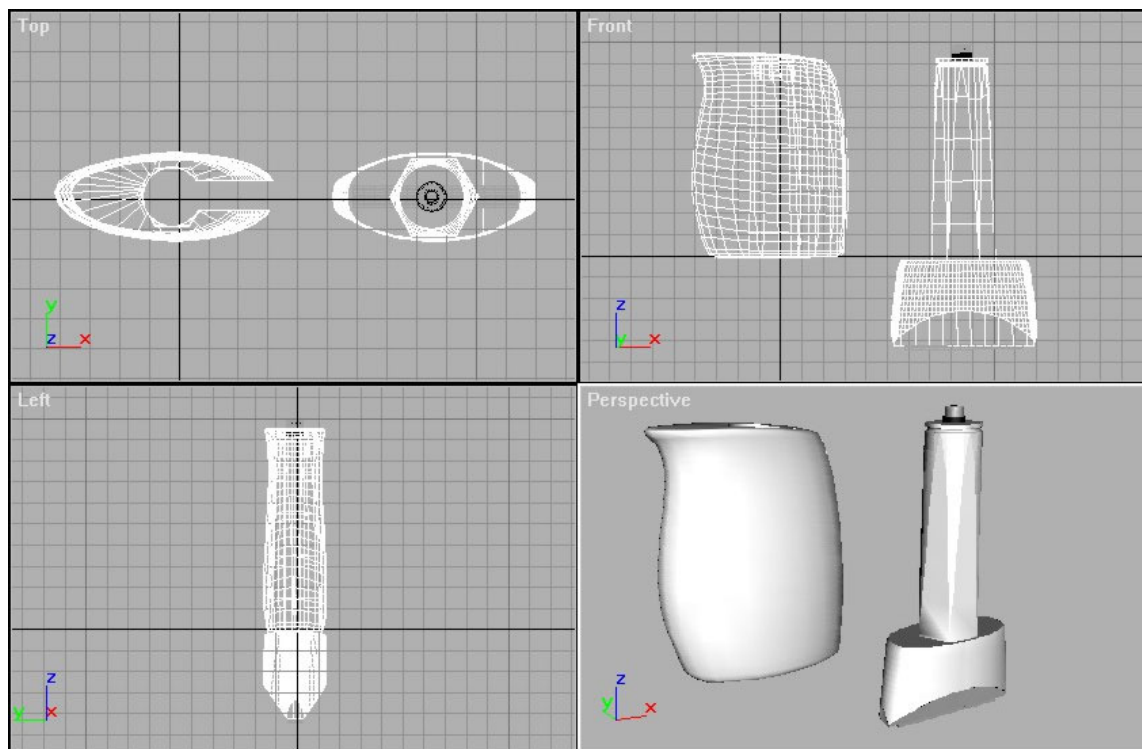 Top
Front
y
z x
z
y x
Left
Perspective
z
y x
z
y
x